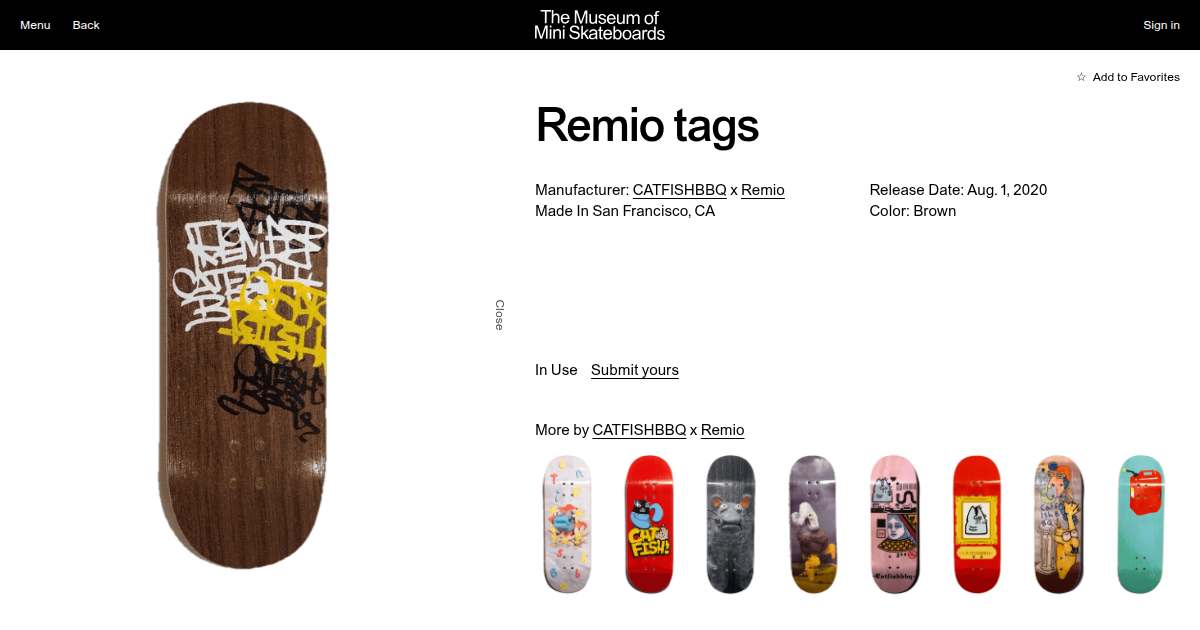 Menu
Back
The Museum of
Mini Skateboards
Sign in
☆ Add to Favorites
Remio tags
Manufacturer: CATFISHBBQ x Remio
Made In San Francisco, CA
Release Date: Aug. 1, 2020
Color: Brown
Close
In Use Submit yours
More by CATFISHBBQ x Remio
CAT
FISH!
Catfishbbq